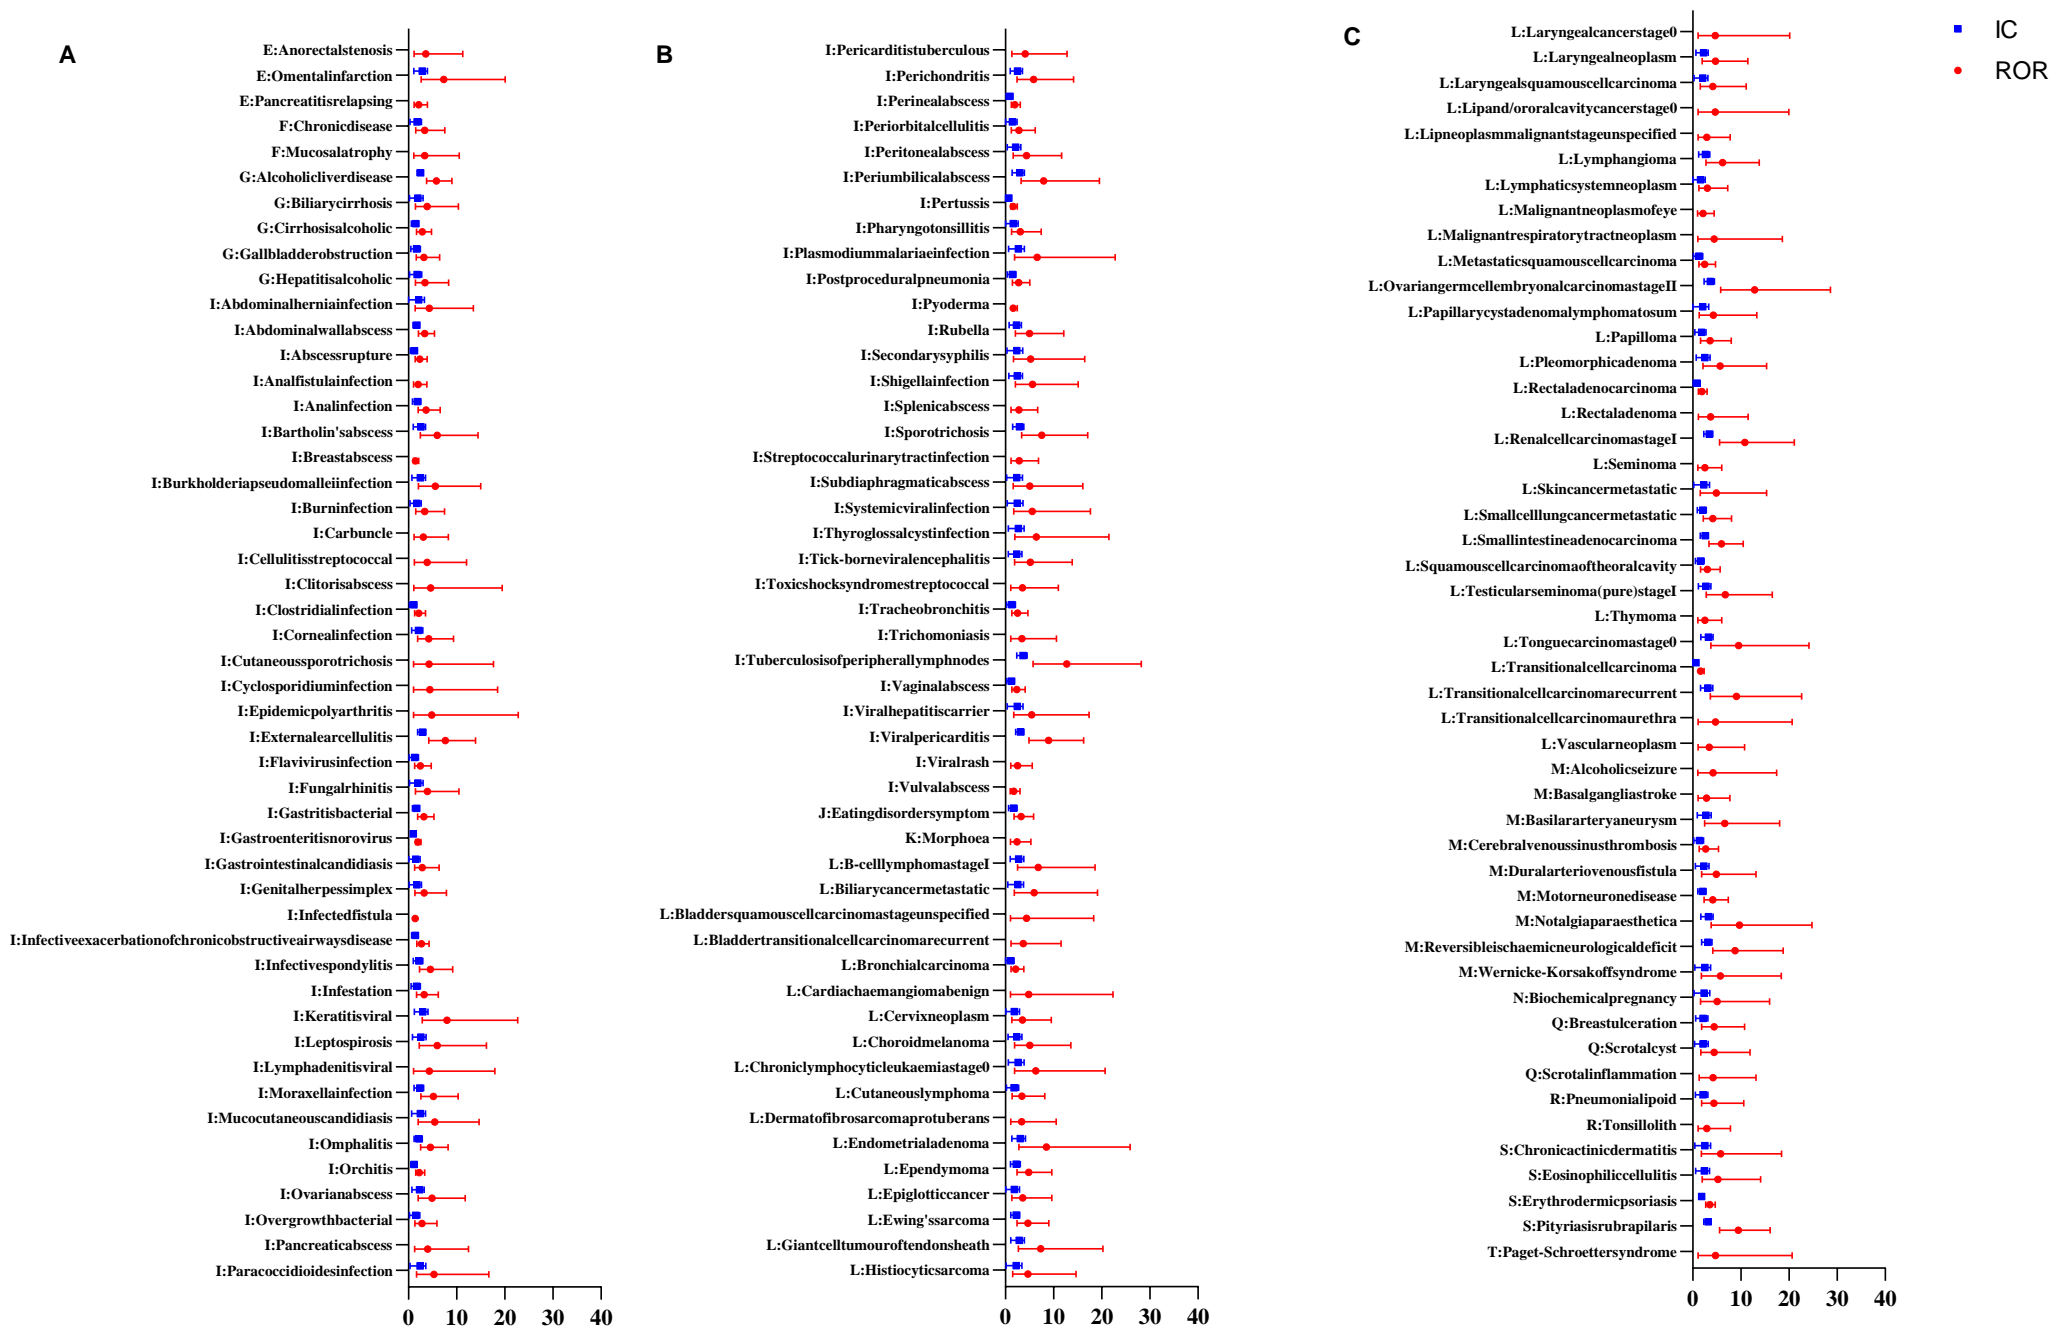 A
E:Anorectalstenosis
E:Omentalinfarction
E:Pancreatitisrelapsing
F:Chronicdisease
F:Mucosalatrophy
G:Alcoholicliverdisease
G:Biliarycirrhosis
G:Cirrhosisalcoholic
G:Gallbladderobstruction
G:Hepatitisalcoholic
I:Abdominalherniainfection
I:Abdominalwallabscess
I:Abscessrupture
I:Analfistulainfection
I:Analinfection
I:Bartholin'sabscess
I:Breastabscess
I:Burkholderiapseudomalleiinfection
I:Burninfection
I:Carbuncle
I:Cellulitisstreptococcal
I:Clitorisabscess
I:Clostridialinfection
I:Cornealinfection
I:Cutaneoussporotrichosis
I:Cyclosporidiuminfection
I:Epidemicpolyarthritis
I:Externalearcellulitis
I:Flavivirusinfection
I:Fungalrhinitis
I:Gastritisbacterial
I:Gastroenteritisnorovirus
I:Gastrointestinalcandidiasis
I:Genitalherpessimplex
I:Infectedfistula
I:Infectiveexacerbationofchronicobstructiveairwaysdisease
I:Infectivespondylitis
I:Infestation
I:Keratitisviral
I:Leptospirosis
I:Lymphadenitisviral
I:Moraxellainfection
I:Mucocutaneouscandidiasis
I:Omphalitis
I:Orchitis
I:Ovarianabscess
I:Overgrowthbacterial
I:Pancreaticabscess
I:Paracoccidioidesinfection
0 10 20 30 40
B
I:Pericarditistuberculous
I:Perichondritis
I:Perinealabscess
I:Periorbitalcellulitis
I:Peritonealabscess
I:Periumbilicalabscess
I:Pertussis
I:Pharyngotonsillitis
I:Plasmodiummalariaeinfection
I:Postproceduralpneumonia
I:Pyoderma
I:Rubella
I:Secondarysyphilis
I:Shigellainfection
I:Splenicabscess
I:Sporotrichosis
I:Streptococcalurinarytractinfection
I:Subdiaphragmaticabscess
I:Systemicviralinfection
I:Thyroglossalcystinfection
I:Tick-borneviralencephalitis
I:Toxicshocksyndromestreptococcal
I:Tracheobronchitis
I:Trichomoniasis
I:Tuberculosisofperipherallymphnodes
I:Vaginalabscess
I:Viralhepatitiscarrier
I:Viralpericarditis
I:Viralrash
I:Vulvalabscess
J:Eatingdisordersymptom
K:Morphoea
L:B-celllymphomastageI
L:Biliarycancermetastatic
L:Bladdersquamouscellcarcinomastageunspecified
L:Bladdertransitionalcellcarcinomarecurrent
L:Bronchialcarcinoma
L:Cardiachaemangiomabenign
L:Cervixneoplasm
L:Choroidmelanoma
L:Chroniclymphocyticleukaemiastage0
L:Cutaneouslymphoma
L:Dermatofibrosarcomaprotuberans
L:Endometrialadenoma
L:Ependymoma
L:Epiglotticcancer
L:Ewing'ssarcoma
L:Giantcelltumouroftendonsheath
L:Histiocyticsarcoma
0 10 20 30 40
C
L:Laryngealcancerstage0
L:Laryngealneoplasm
L:Laryngealsquamouscellcarcinoma
L:Lipand/ororalcavitycancerstage0
L:Lipneoplasmmalignantstageunspecified
L:Lymphangioma
L:Lymphaticsystemneoplasm
L:Malignantneoplasmofeye
L:Malignantrespiratorytractneoplasm
L:Metastaticsquamouscellcarcinoma
L:OvariangermcellembryonalcarcinomastageII
L:Papillarycystadenomalymphomatosum
L:Papilloma
L:Pleomorphicadenoma
L:Rectaladenocarcinoma
L:Rectaladenoma
L:RenalcellcarcinomastageI
L:Seminoma
L:Skincancermetastatic
L:Smallcelllungcancermetastatic
L:Smallintestineadenocarcinoma
L:Squamouscellcarcinomaoftheoralcavity
L:Testicularseminoma(pure)stageI
L:Thymoma
L:Tonguecarcinomastage0
L:Transitionalcellcarcinoma
L:Transitionalcellcarcinomarecurrent
L:Transitionalcellcarcinomaurethra
L:Vascularneoplasm
M:Alcoholicseizure
M:Basalgangliastroke
M:Basilararteryaneurysm
M:Cerebralvenoussinusthrombosis
M:Duralarteriovenousfistula
M:Motorneuronedisease
M:Notalgiaparaesthetica
M:Reversibleischaemicneurologicaldeficit
M:Wernicke-Korsakoffsyndrome
N:Biochemicalpregnancy
Q:Breastulceration
Q:Scrotalcyst
Q:Scrotalinflammation
R:Pneumonialipoid
R:Tonsillolith
S:Chronicactinicdermatitis
S:Eosinophiliccellulitis
S:Erythrodermicpsoriasis
S:Pityriasisrubrapilaris
T:Paget-Schroettersyndrome
0 10 20 30 40
IC
ROR